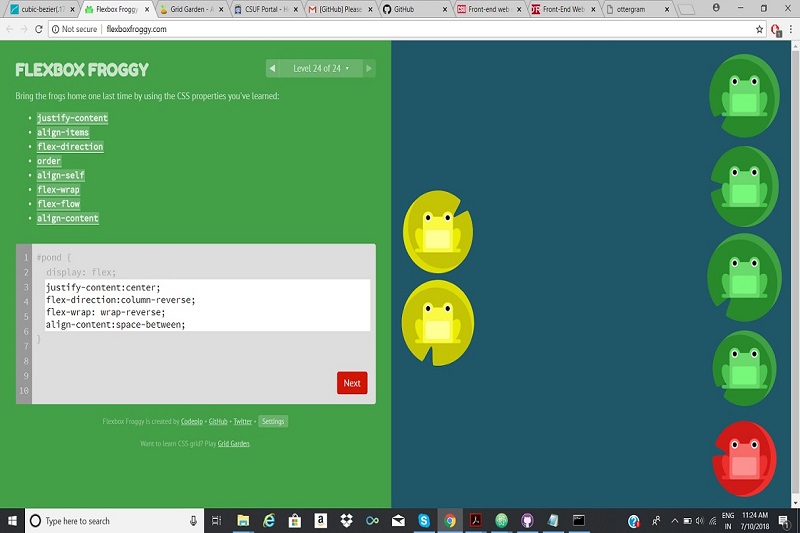 cubic-bezier(.17
Flexbox Froggy
Grid Garden - A
CSUF Portal - H
[GitHub] Please
GitHub
Front-end web
Front-End Web
ottergram
Not secure | flexboxfroggy.com
FLEXBOX FROGGY
Level 24 of 24
Bring the frogs home one last time by using the CSS properties you've learned:
• justify-content
• align-items
• flex-direction
• order
• align-self
• flex-wrap
• flex-flow
• align-content
1 #pond {
2 display: flex;
3 justify-content:center;
4 flex-direction:column-reverse;
5 flex-wrap: wrap-reverse;
6 align-content:space-between;
7 }
8
9
10
Next
Flexbox Froggy is created by Codepip • GitHub • Twitter • Settings
Want to learn CSS grid? Play Grid Garden.
Type here to search
ENG
IN
11:24 AM
7/10/2018